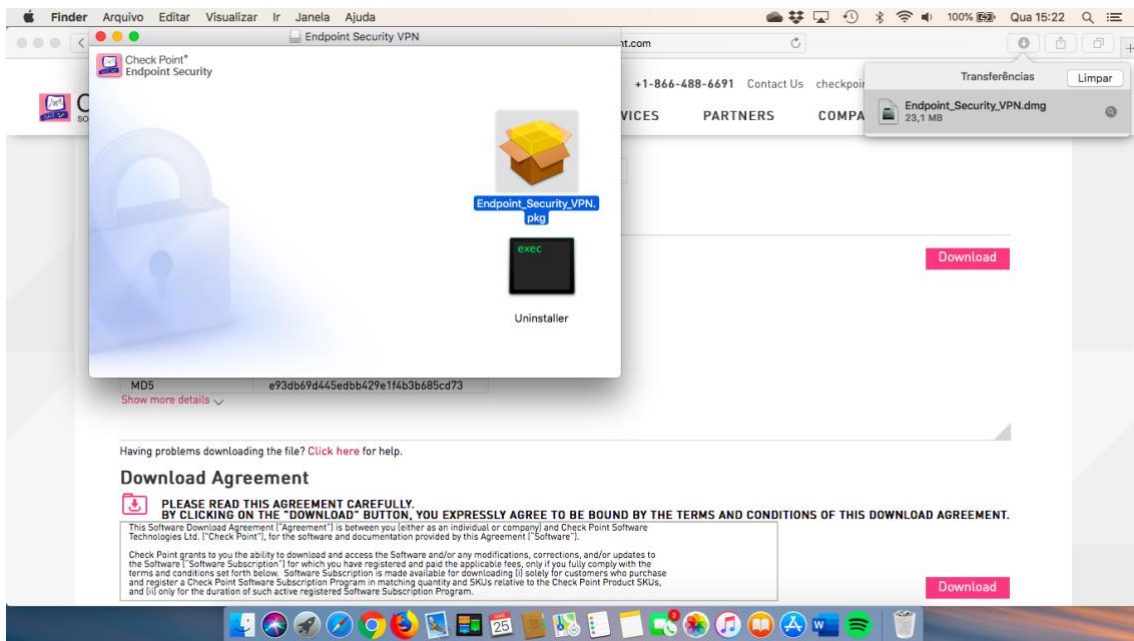 Finder Arquivo Editar Visualizar Ir Janela Ajuda
100% Qua 15:22
Endpoint Security VPN
Check Point
Endpoint Security
Endpoint_Security_VPN.
pkg
exec
Uninstaller
nt.com
Transferências
Limpar
Endpoint_Security_VPN.dmg
23,1 MB
+1-866-488-6691 Contact Us checkpoin
VICES PARTNERS COMPA
Download
MD5 e93db69d445edbb429e1f4b3b685cd73
Show more details
Having problems downloading the file? Click here for help.
Download Agreement
PLEASE READ THIS AGREEMENT CAREFULLY.
BY CLICKING ON THE "DOWNLOAD" BUTTON, YOU EXPRESSLY AGREE TO BE BOUND BY THE TERMS AND CONDITIONS OF THIS DOWNLOAD AGREEMENT.
This Software Download Agreement ("Agreement") is between you (either as an individual or company) and Check Point Software
Technologies Ltd. ("Check Point"), for the software and documentation provided by this Agreement ("Software").
Check Point grants to you the ability to download and access the Software and/or any modifications, corrections, and/or updates to
the Software ("Software Subscription") for which you have registered and paid the applicable fees, only if you fully comply with the
terms and conditions set forth below. Software Subscription is made available for downloading (i) solely for customers who purchase
and register a Check Point Software Subscription Program in matching quantity and SKUs relative to the Check Point Product SKUs,
and (ii) only for the duration of such active registered Software Subscription Program.
Download
25
3
W